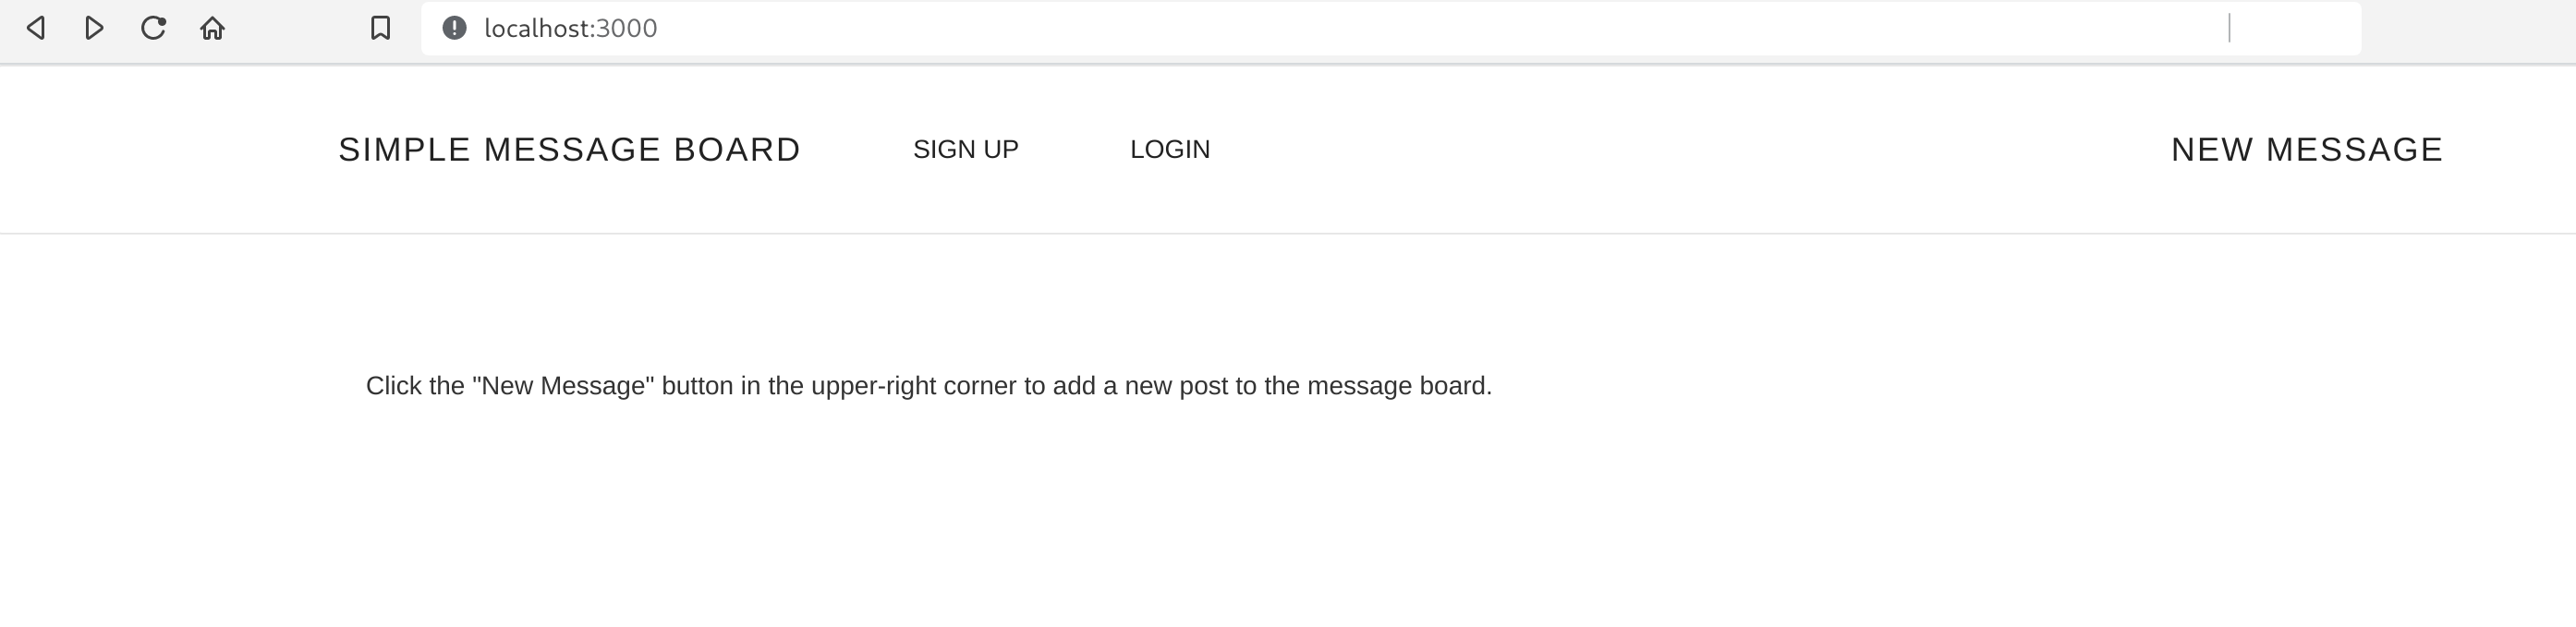 localhost:3000
SIMPLE MESSAGE BOARD SIGN UP LOGIN NEW MESSAGE
Click the "New Message" button in the upper-right corner to add a new post to the message board.